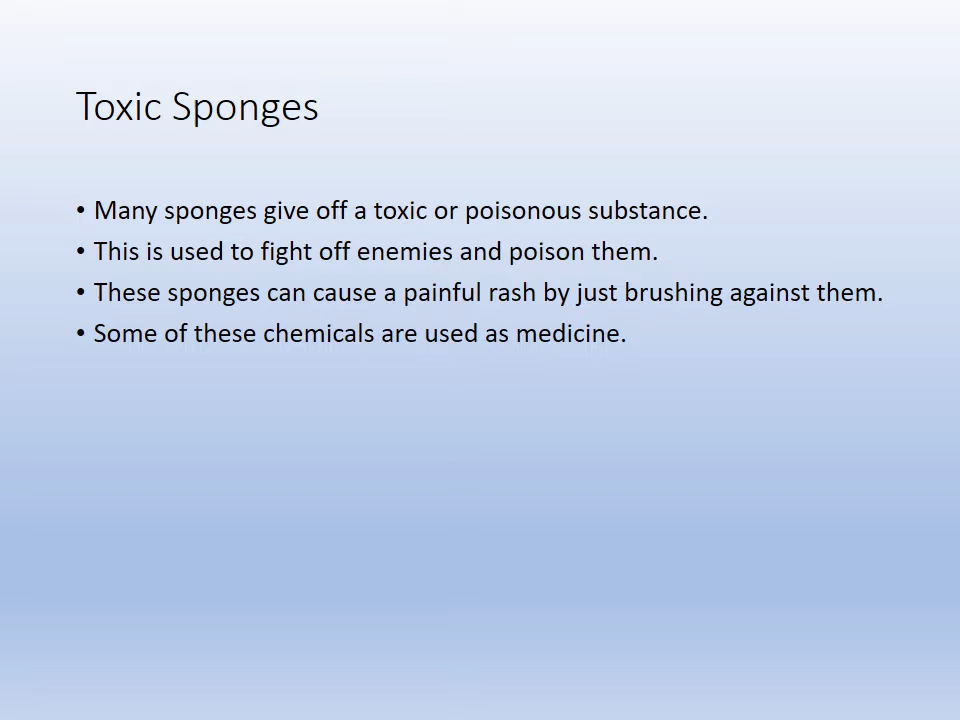 Toxic Sponges
• Many sponges give off a toxic or poisonous substance.
• This is used to fight off enemies and poison them.
• These sponges can cause a painful rash by just brushing against them.
• Some of these chemicals are used as medicine.